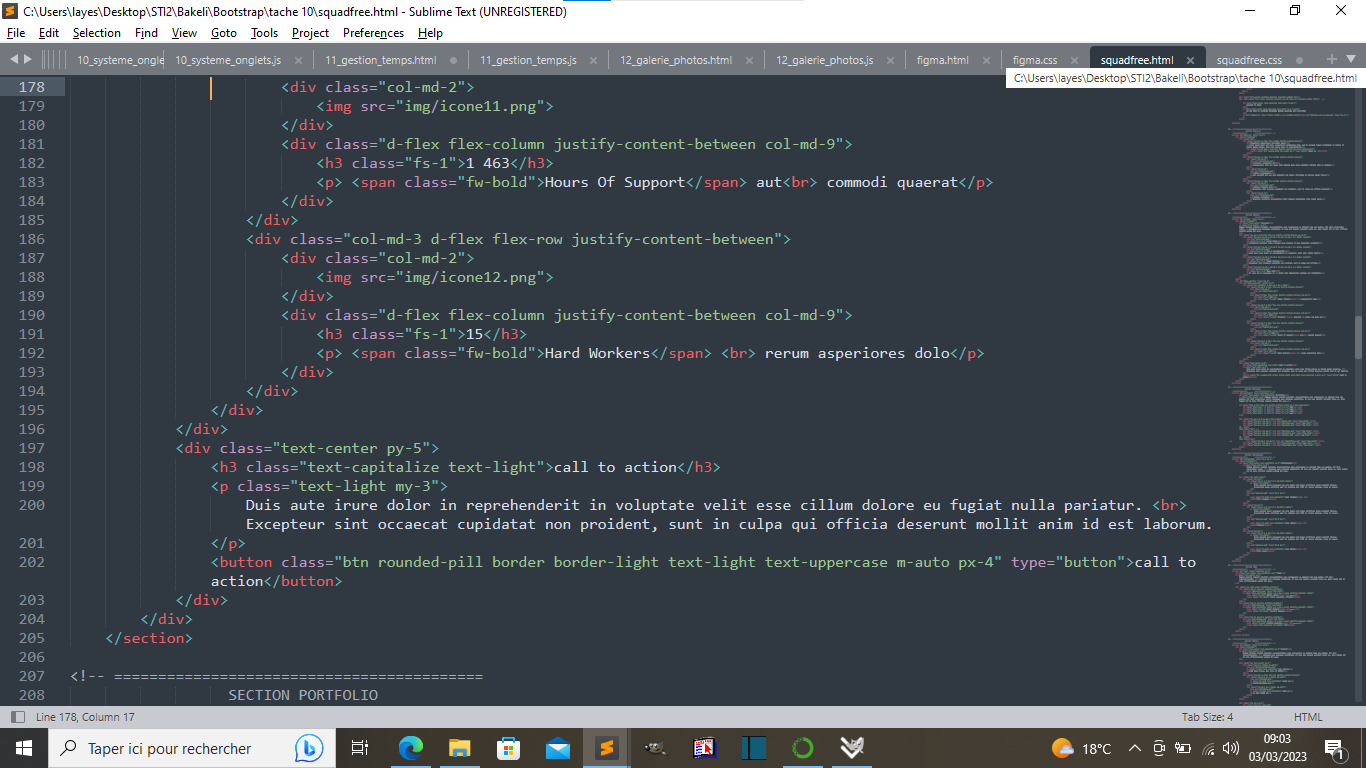 C:\Users\layes\Desktop\STI2\Bakeli\Bootstrap\tache 10\squadfree.html - Sublime Text (UNREGISTERED)
File Edit Selection Find View Goto Tools Project Preferences Help
10_systeme_ongle 10_systeme_onglets.js 11_gestion_temps.html 11_gestion_temps.js 12_galerie_photos.html 12_galerie_photos.js figma.html figma.css squadfree.html squadfree.css
C:\Users\layes\Desktop\STI2\Bakeli\Bootstrap\tache 10\squadfree.html
178 <div class="col-md-2">
179 <img src="img/icone11.png">
180 </div>
181 <div class="d-flex flex-column justify-content-between col-md-9">
182 <h3 class="fs-1">1 463</h3>
183 <p> <span class="fw-bold">Hours Of Support</span> aut<br> commodi quaerat</p>
184 </div>
185 </div>
186 <div class="col-md-3 d-flex flex-row justify-content-between">
187 <div class="col-md-2">
188 <img src="img/icone12.png">
189 </div>
190 <div class="d-flex flex-column justify-content-between col-md-9">
191 <h3 class="fs-1">15</h3>
192 <p> <span class="fw-bold">Hard Workers</span> <br> rerum asperiores dolo</p>
193 </div>
194 </div>
195 </div>
196 </div>
197 <div class="text-center py-5">
198 <h3 class="text-capitalize text-light">call to action</h3>
199 <p class="text-light my-3">
200 Duis aute irure dolor in reprehenderit in voluptate velit esse cillum dolore eu fugiat nulla pariatur. <br>
Excepteur sint occaecat cupidatat non proident, sunt in culpa qui officia deserunt mollit anim id est laborum.
201 </p>
202 <button class="btn rounded-pill border border-light text-light text-uppercase m-auto px-4" type="button">call to
action</button>
203 </div>
204 </div>
205 </section>
206
207 <!-- ==========================================
208 SECTION PORTFOLIO
Line 178, Column 17 Tab Size: 4 HTML
Taper ici pour rechercher 18°C 09:03
03/03/2023 1